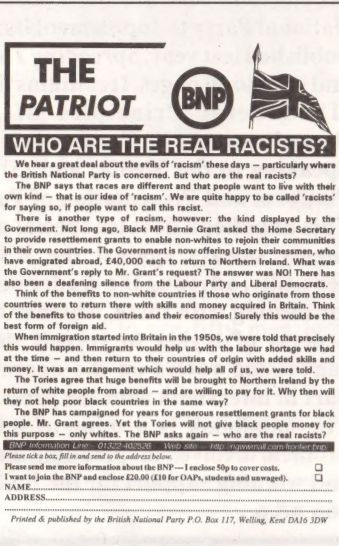 THE
PATRIOT
BNP
WHO ARE THE REAL RACISTS?
We hear a great deal about the evils of 'racism' these days — particularly where
the British National Party is concerned. But who are the real racists?
The BNP says that races are different and that people want to live with their
own kind — that is our idea of 'racism'. We are quite happy to be called 'racists'
for saying so, if people want to call this racist.
There is another type of racism, however: the kind displayed by the
Government. Not long ago, Black MP Bernie Grant asked the Home Secretary
to provide resettlement grants to enable non-whites to rejoin their communities
in their own countries. The Government is now offering Ulster businessmen, who
have emigrated abroad, £40,000 each to return to Northern Ireland. What was
the Government's reply to Mr. Grant's request? The answer was NO! There has
also been a deafening silence from the Labour Party and Liberal Democrats.
Think of the benefits to non-white countries if those who originate from those
countries were to return there with skills and money acquired in Britain. Think
of the benefits to those countries and their economies! Surely this would be the
best form of foreign aid.
When immigration started into Britain in the 1950s, we were told that precisely
this would happen. Immigrants would help us with the labour shortage we had
at the time — and then return to their countries of origin with added skills and
money. It was an arrangement which would help all of us, we were told.
The Tories agree that huge benefits will be brought to Northern Ireland by the
return of white people from abroad — and are willing to pay for it. Why then will
they not help poor black countries in the same way?
The BNP has campaigned for years for generous resettlement grants for black
people. Mr. Grant agrees. Yet the Tories will not give black people money for
this purpose — only whites. The BNP asks again — who are the real racists?
BNP Information Line: 01322-402526 Web site
Please tick a box, fill in and send to the address below.
Please send me more information about the BNP — I enclose 50p to cover costs.
I want to join the BNP and enclose £20.00 (£10 for OAPs, students and unwaged).
NAME
ADDRESS
Printed & published by the British National Party P.O. Box 117, Welling, Kent DA16 3DW